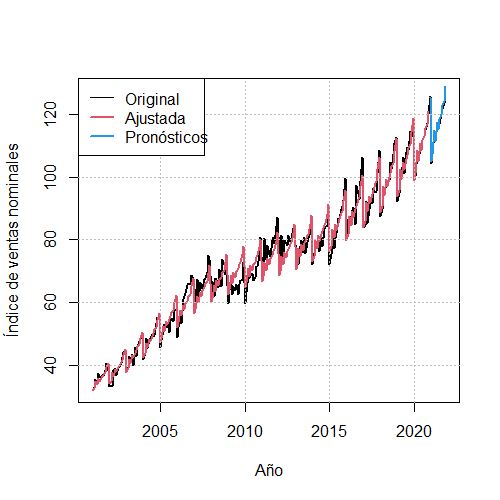 Original
Ajustada
Pronósticos
Índice de ventas nominales
120
100
80
60
40
2005
2010
2015
2020
Año